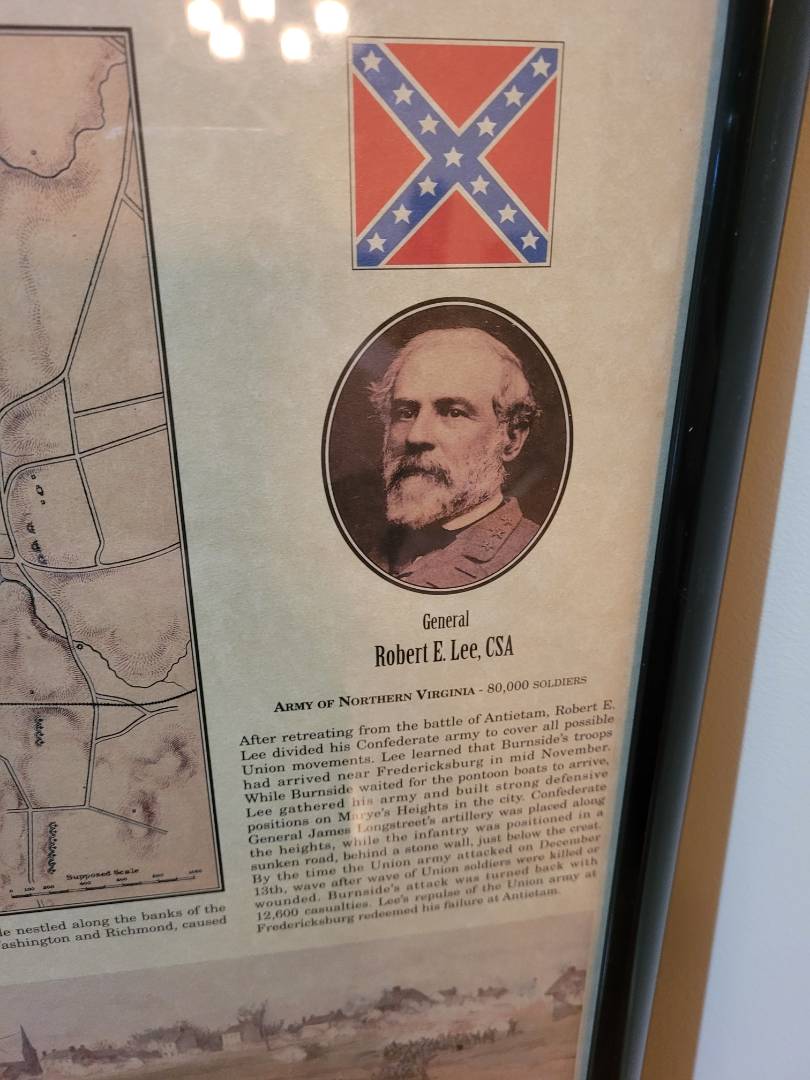 General
Robert E. Lee, CSA
ARMY OF NORTHERN VIRGINIA - 80,000 SOLDIERS
After retreating from the battle of Antietam, Robert E.
Lee divided his Confederate army to cover all possible
Union movements. Lee learned that Burnside's troops
had arrived near Fredericksburg in mid November.
While Burnside waited for the pontoon boats to arrive,
Lee gathered his army and built strong defensive
positions on Marye's Heights in the city. Confederate
General James Longstreet's artillery was placed along
the heights, while the infantry was positioned in a
sunken road, behind a stone wall, just below the crest.
By the time the Union army attacked on December
13th, wave after wave of Union soldiers were killed or
wounded. Burnside's attack was turned back with
12,600 casualties. Lee's repulse of the Union army at
Fredericksburg redeemed his failure at Antietam.
Supposed Scale
100 200
le nestled along the banks of the
ashington and Richmond, caused